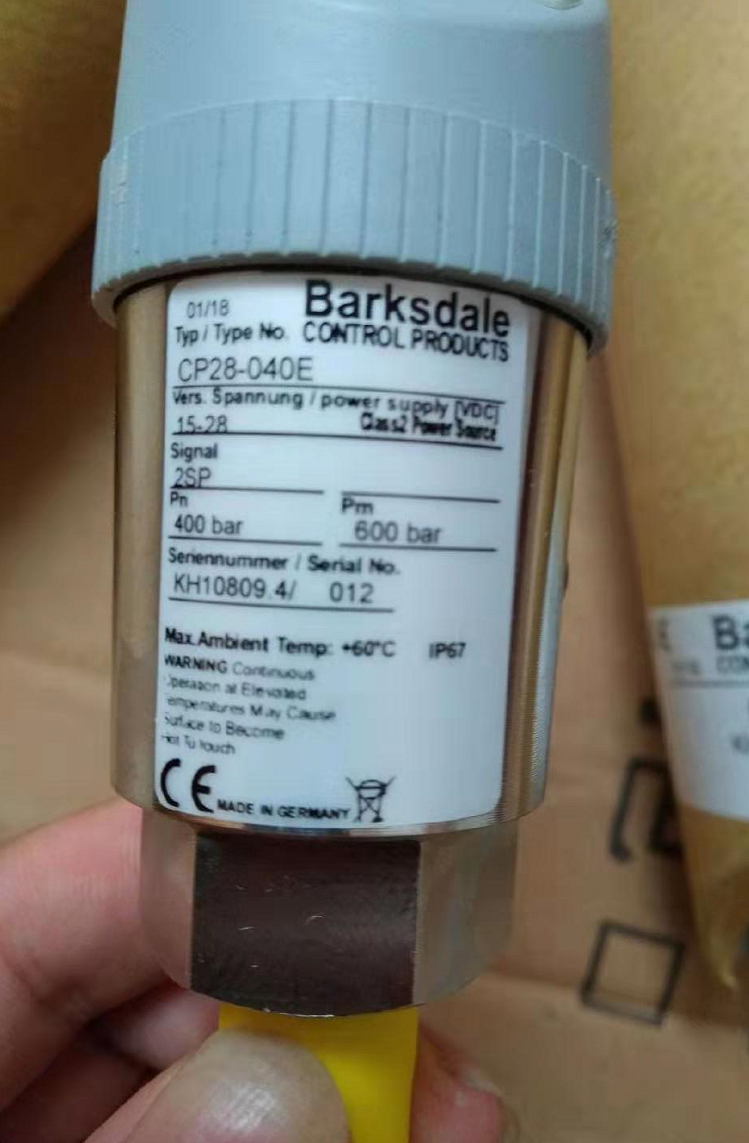 01/18 Barksdale
Typ / Type No. CONTROL PRODUCTS
CP28-040E
Vers. Spannung / power supply [VDC]
15-28 Class2 Power Source
Signal
2SP
Pn Pm
400 bar 600 bar
Seriennummer / Serial No.
KH10809.4/ 012
Max. Ambient Temp: +60°C IP67
WARNING Continuous
Operation at Elevated
Temperatures May Cause
Surface to Become
Hot To touch
CE MADE IN GERMANY
Ba
CON